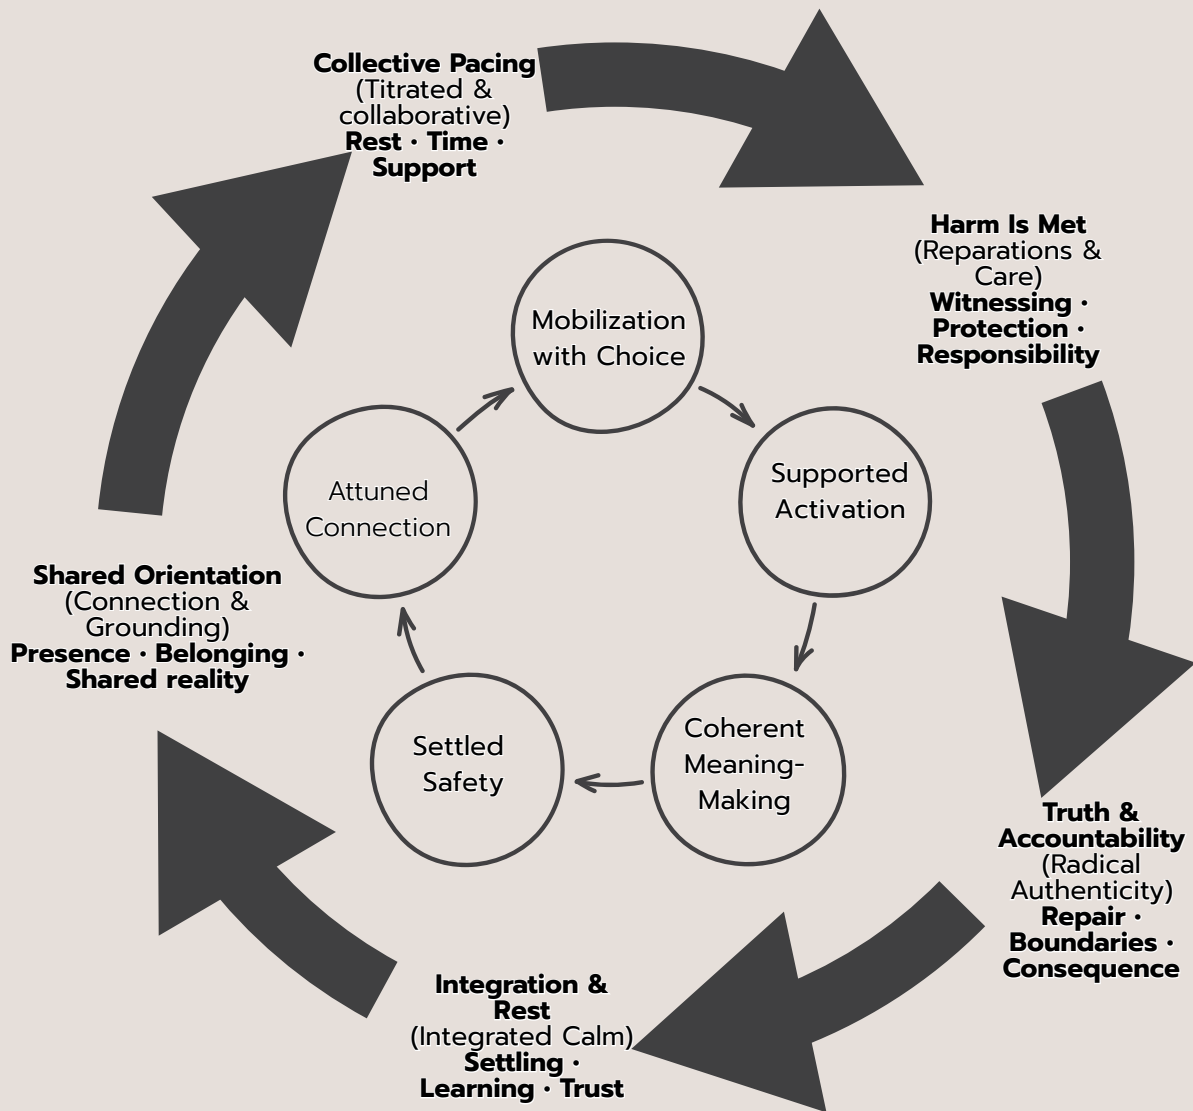 Collective Pacing
(Titrated &
collaborative)
Rest · Time ·
Support
Harm Is Met
(Reparations &
Care)
Witnessing ·
Protection ·
Responsibility
Mobilization
with Choice
Supported
Activation
Attuned
Connection
Shared Orientation
(Connection &
Grounding)
Presence · Belonging ·
Shared reality
Settled
Safety
Coherent
Meaning-
Making
Truth &
Accountability
(Radical
Authenticity)
Repair ·
Boundaries ·
Consequence
Integration &
Rest
(Integrated Calm)
Settling ·
Learning · Trust